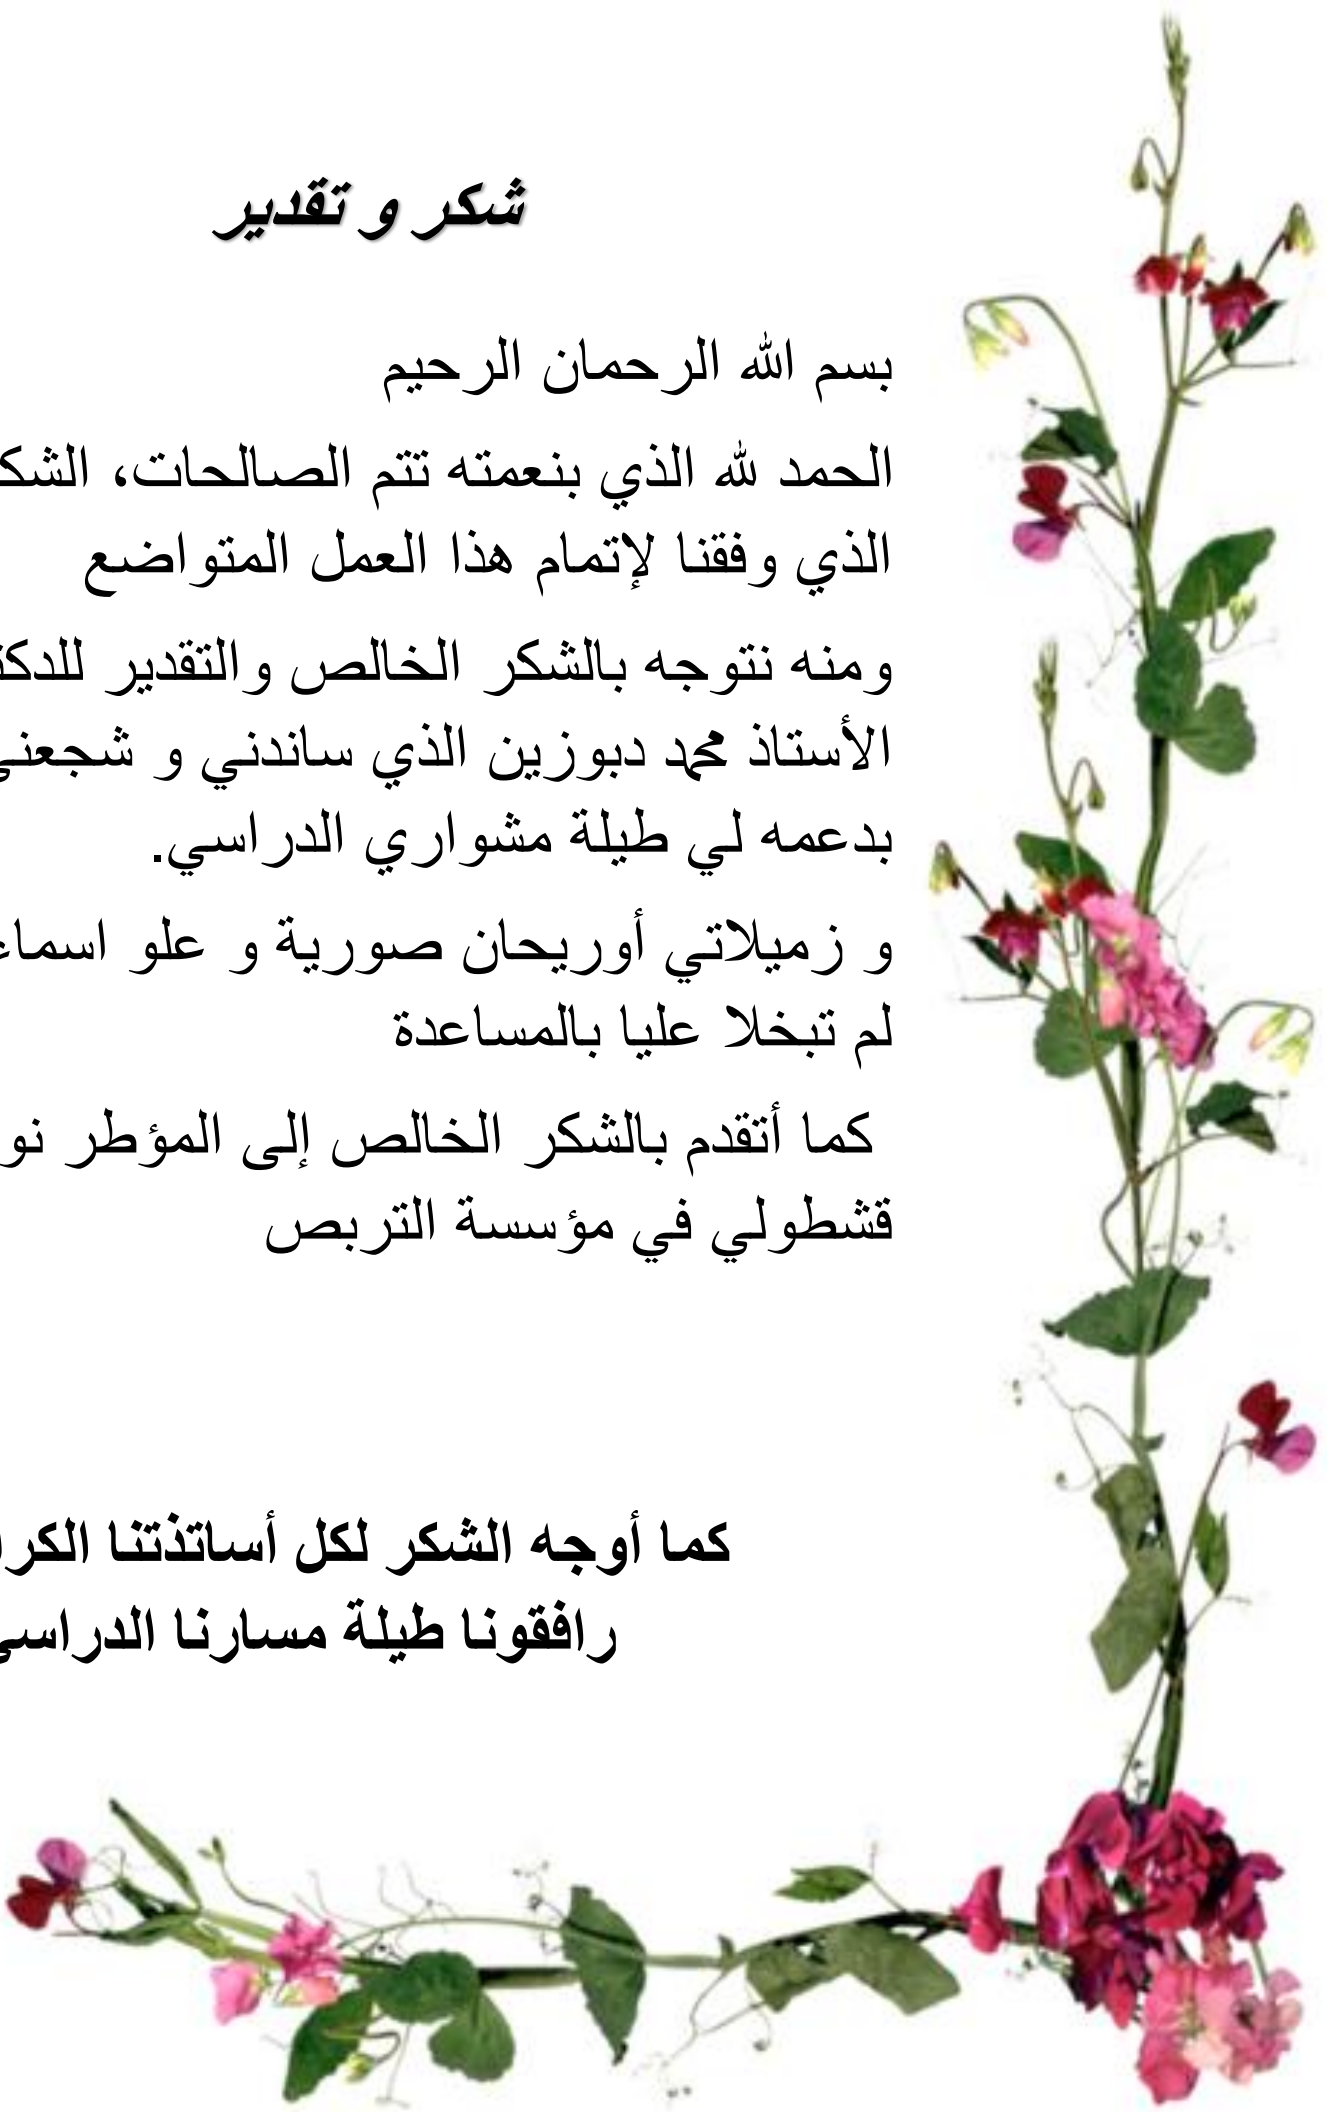 شكر و تقدير
بسم الله الرحمان الرحيم
الحمد لله الذي بنعمته تتم الصالحات، الشكر
الذي وفقنا لإتمام هذا العمل المتواضع
ومنه نتوجه بالشكر الخالص والتقدير
الأستاذ محمد دبوزين الذي ساندني و شجعني
بدعمه لي طيلة مشواري الدراسي.
و زميلاتي أوريحان صورية و علو
لم تبخلا عليا بالمساعدة
كما أتقدم بالشكر الخالص إلى المؤطر
قشطولي في مؤسسة التربص
كما أوجه الشكر لكل أساتذتنا
رافقونا طيلة مسارنا الدراسي